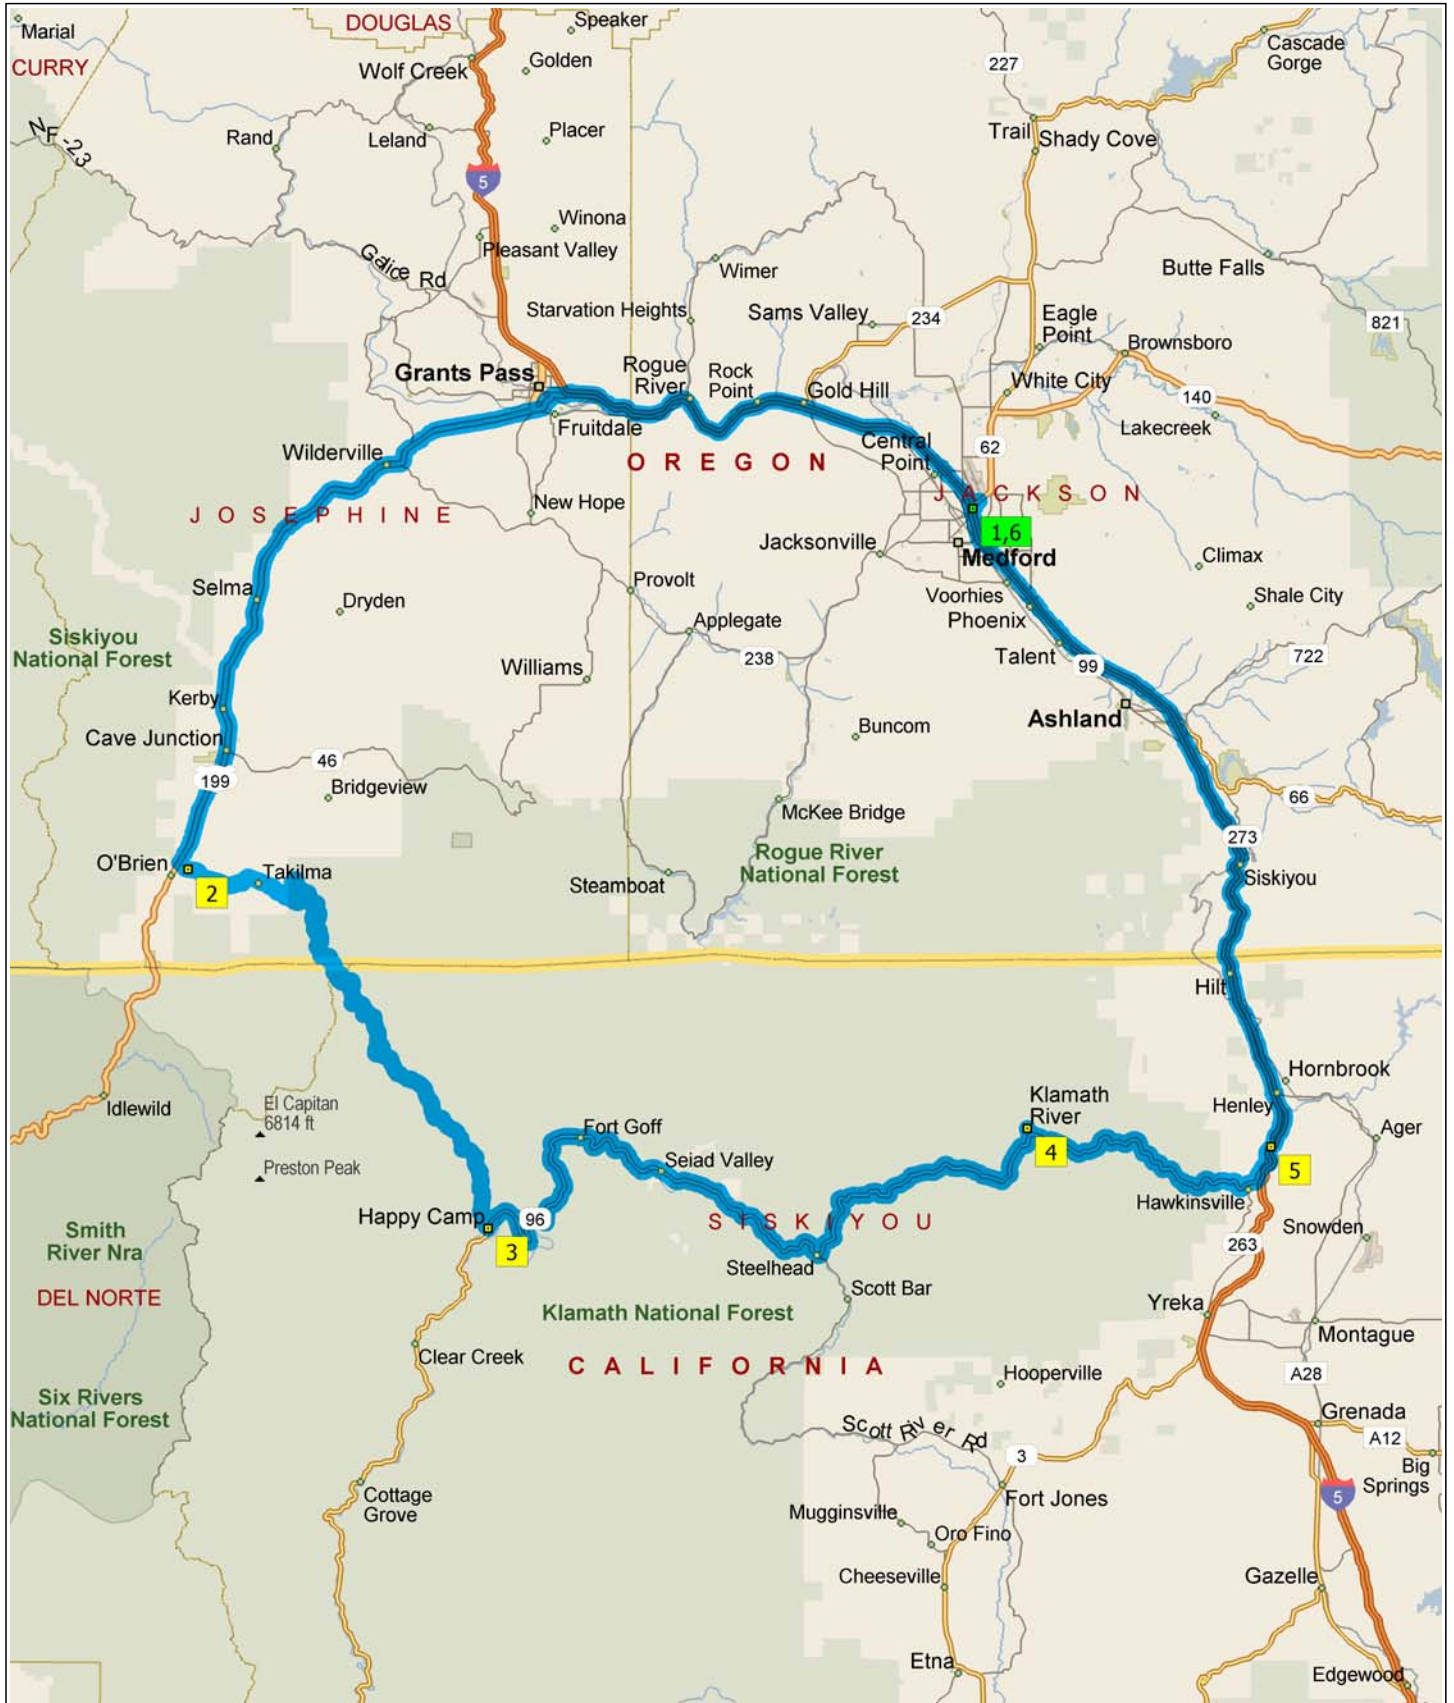 DOUGLAS
Speaker
Marial
CURRY
Wolf Creek
Golden
227
Cascade
Gorge
NF-23
Rand
Leland
Placer
Trail
Shady Cove
5
Winona
Pleasant Valley
Galice Rd
Wimer
Butte Falls
Starvation Heights
Sams Valley
234
Eagle
Point
821
Brownsboro
Grants Pass
Rogue
River
Rock
Point
Gold Hill
White City
140
Fruitdale
Lakecreek
Wilderville
OREGON
Central
Point
62
JACKSON
JOSEPHINE
New Hope
1,6
Jacksonville
Medford
Climax
Selma
Dryden
Provolt
Voorhies
Shale City
Phoenix
Applegate
Siskiyou
National Forest
Williams
238
Talent
99
722
Kerby
Ashland
Cave Junction
Buncom
46
199
Bridgeview
66
McKee Bridge
273
O'Brien
2
Takilma
Rogue River
National Forest
Steamboat
Siskiyou
Hilt
Hornbrook
Idlewild
El Capitan
6814 ft
Klamath
River
Henley
Fort Goff
Ager
Preston Peak
Seiad Valley
4
5
Hawkinsville
Happy Camp
96
SISKIYOU
Snowden
Smith
River Nra
3
263
Steelhead
DEL NORTE
Scott Bar
Klamath National Forest
Yreka
Montague
Clear Creek
CALIFORNIA
Hooperville
A28
Six Rivers
National Forest
Grenada
Scott River Rd
A12
3
Big
Springs
Cottage
Grove
Fort Jones
5
Mugginsville
Oro Fino
Cheeseville
Gazelle
Etna
Edgewood